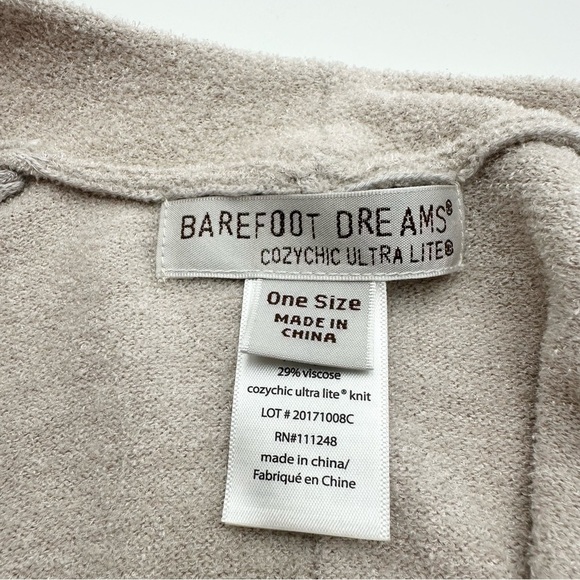 BAREFOOT DREAMS®
COZYCHIC ULTRA LITE®
One Size
MADE IN
CHINA
29% viscose
cozychic ultra lite® knit
LOT # 20171008C
RN#111248
made in china/
Fabriqué en Chine